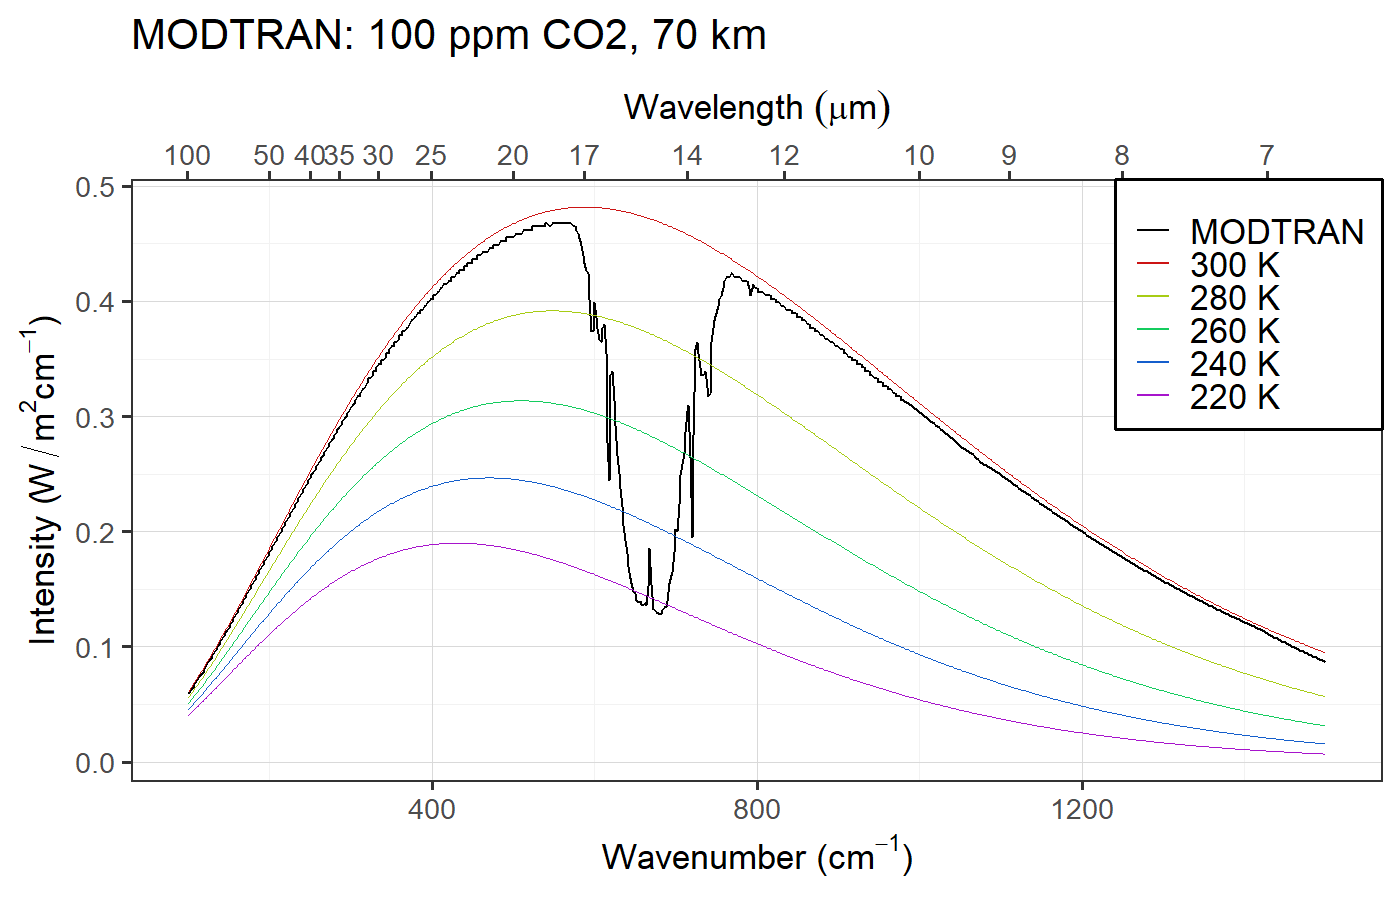 MODTRAN: 100 ppm CO2, 70 km
Wavelength (μm)
100 50 40 35 30 25 20 17 14 12 10 9 8 7
0.5
0.4
0.3
0.2
0.1
0.0
Intensity (W/m²cm⁻¹)
MODTRAN
300 K
280 K
260 K
240 K
220 K
400 800 1200
Wavenumber (cm⁻¹)